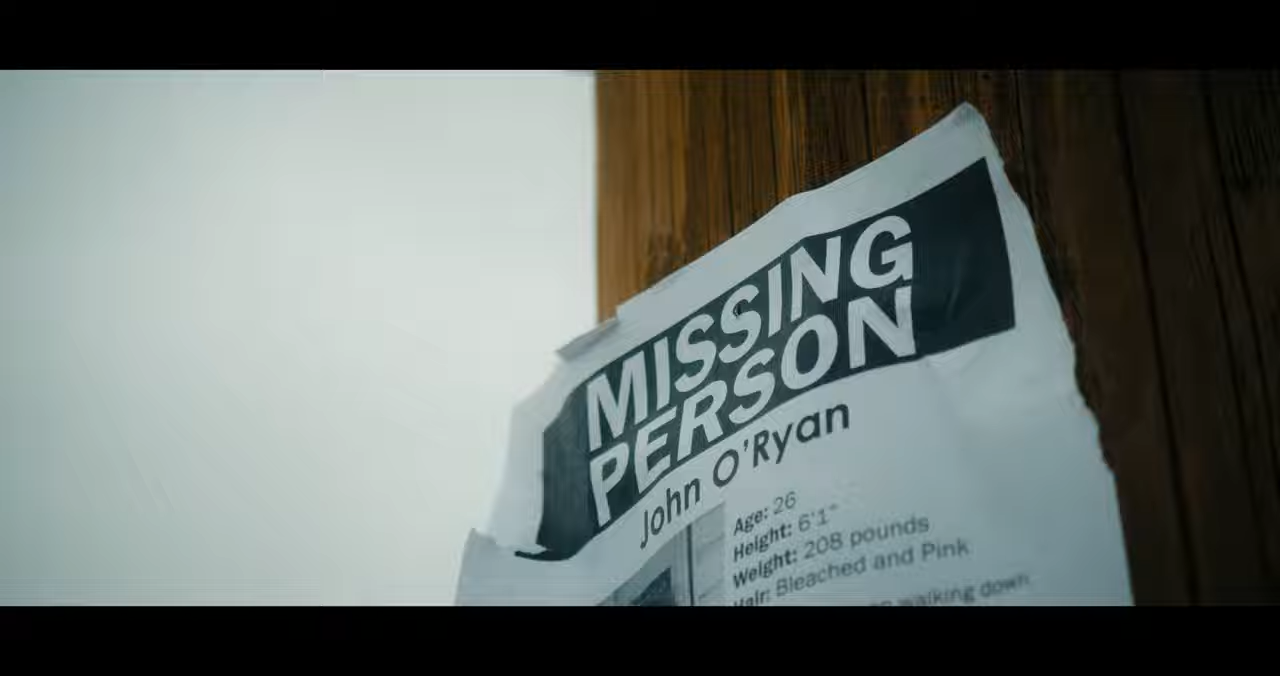 MISSING
PERSON
John O'Ryan
Age: 26
Height: 6'1"
Weight: 208 pounds
Hair: Bleached and Pink
walking down